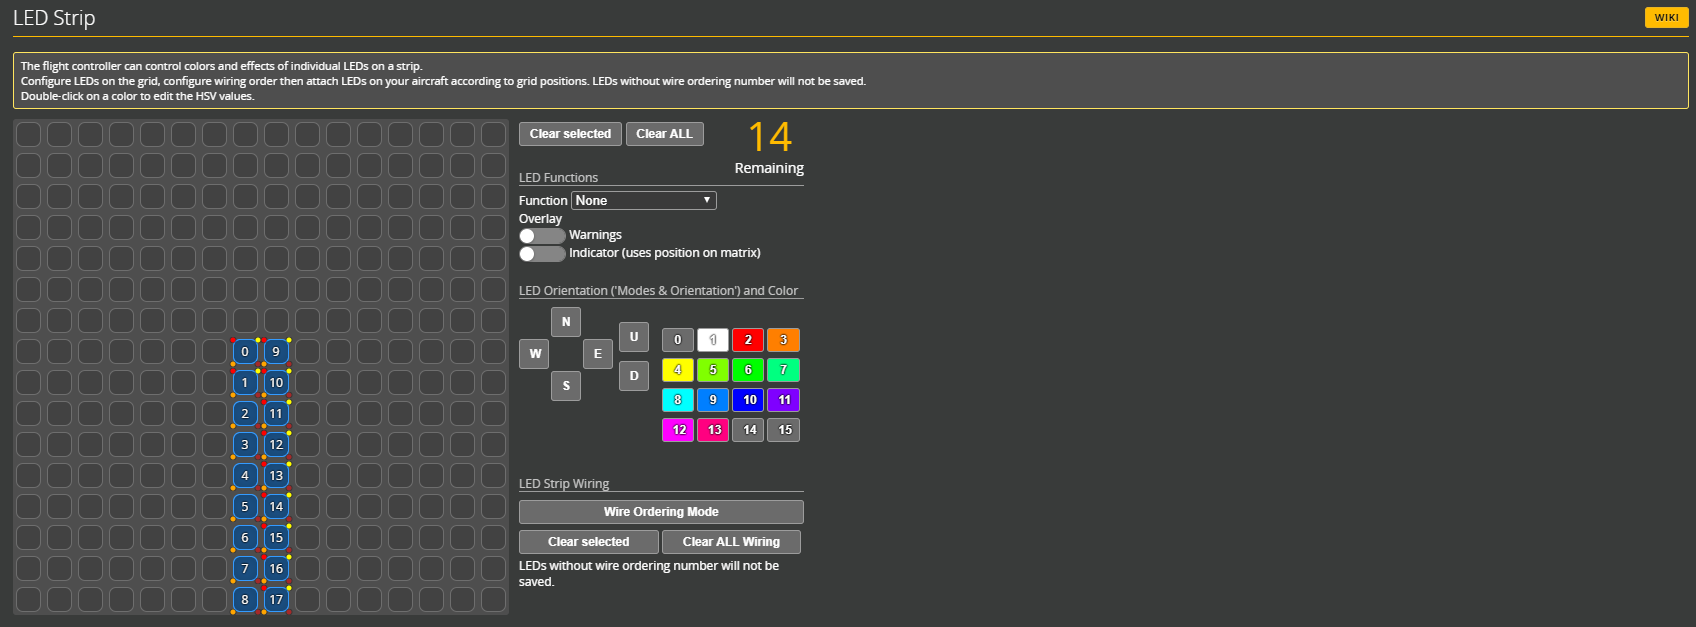 LED Strip
WIKI
The flight controller can control colors and effects of individual LEDs on a strip.
Configure LEDs on the grid, configure wiring order then attach LEDs on your aircraft according to grid positions. LEDs without wire ordering number will not be saved.
Double-click on a color to edit the HSV values.
Clear selected Clear ALL 14
Remaining
LED Functions
Function None
Overlay
Warnings
Indicator (uses position on matrix)
LED Orientation ('Modes & Orientation') and Color
N
U
W E
D
S
0 1 2 3
4 5 6 7
8 9 10 11
12 13 14 15
LED Strip Wiring
Wire Ordering Mode
Clear selected Clear ALL Wiring
LEDs without wire ordering number will not be
saved.
0 9
1 10
2 11
3 12
4 13
5 14
6 15
7 16
8 17